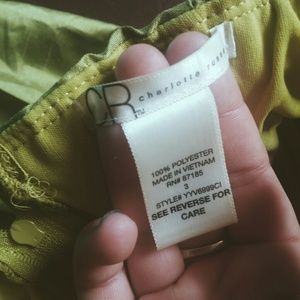 CR charlotte russe
100% POLYESTER
MADE IN VIETNAM
RN# 87185
3
STYLE# YYV6999CI
SEE REVERSE FOR
CARE